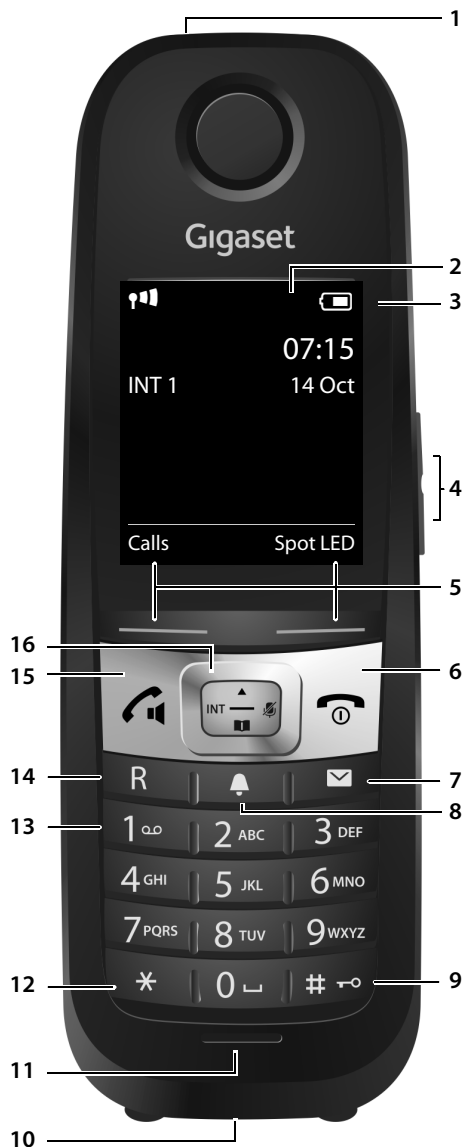 1
Gigaset
2
3
07:15
INT 1 14 Oct
4
Calls Spot LED
5
16
15 6
INT
14 R 7
8
13 1 2 ABC 3 DEF
4 GHI 5 JKL 6 MNO
7 PQRS 8 TUV 9 WXYZ
12 * 0 # 9
11
10